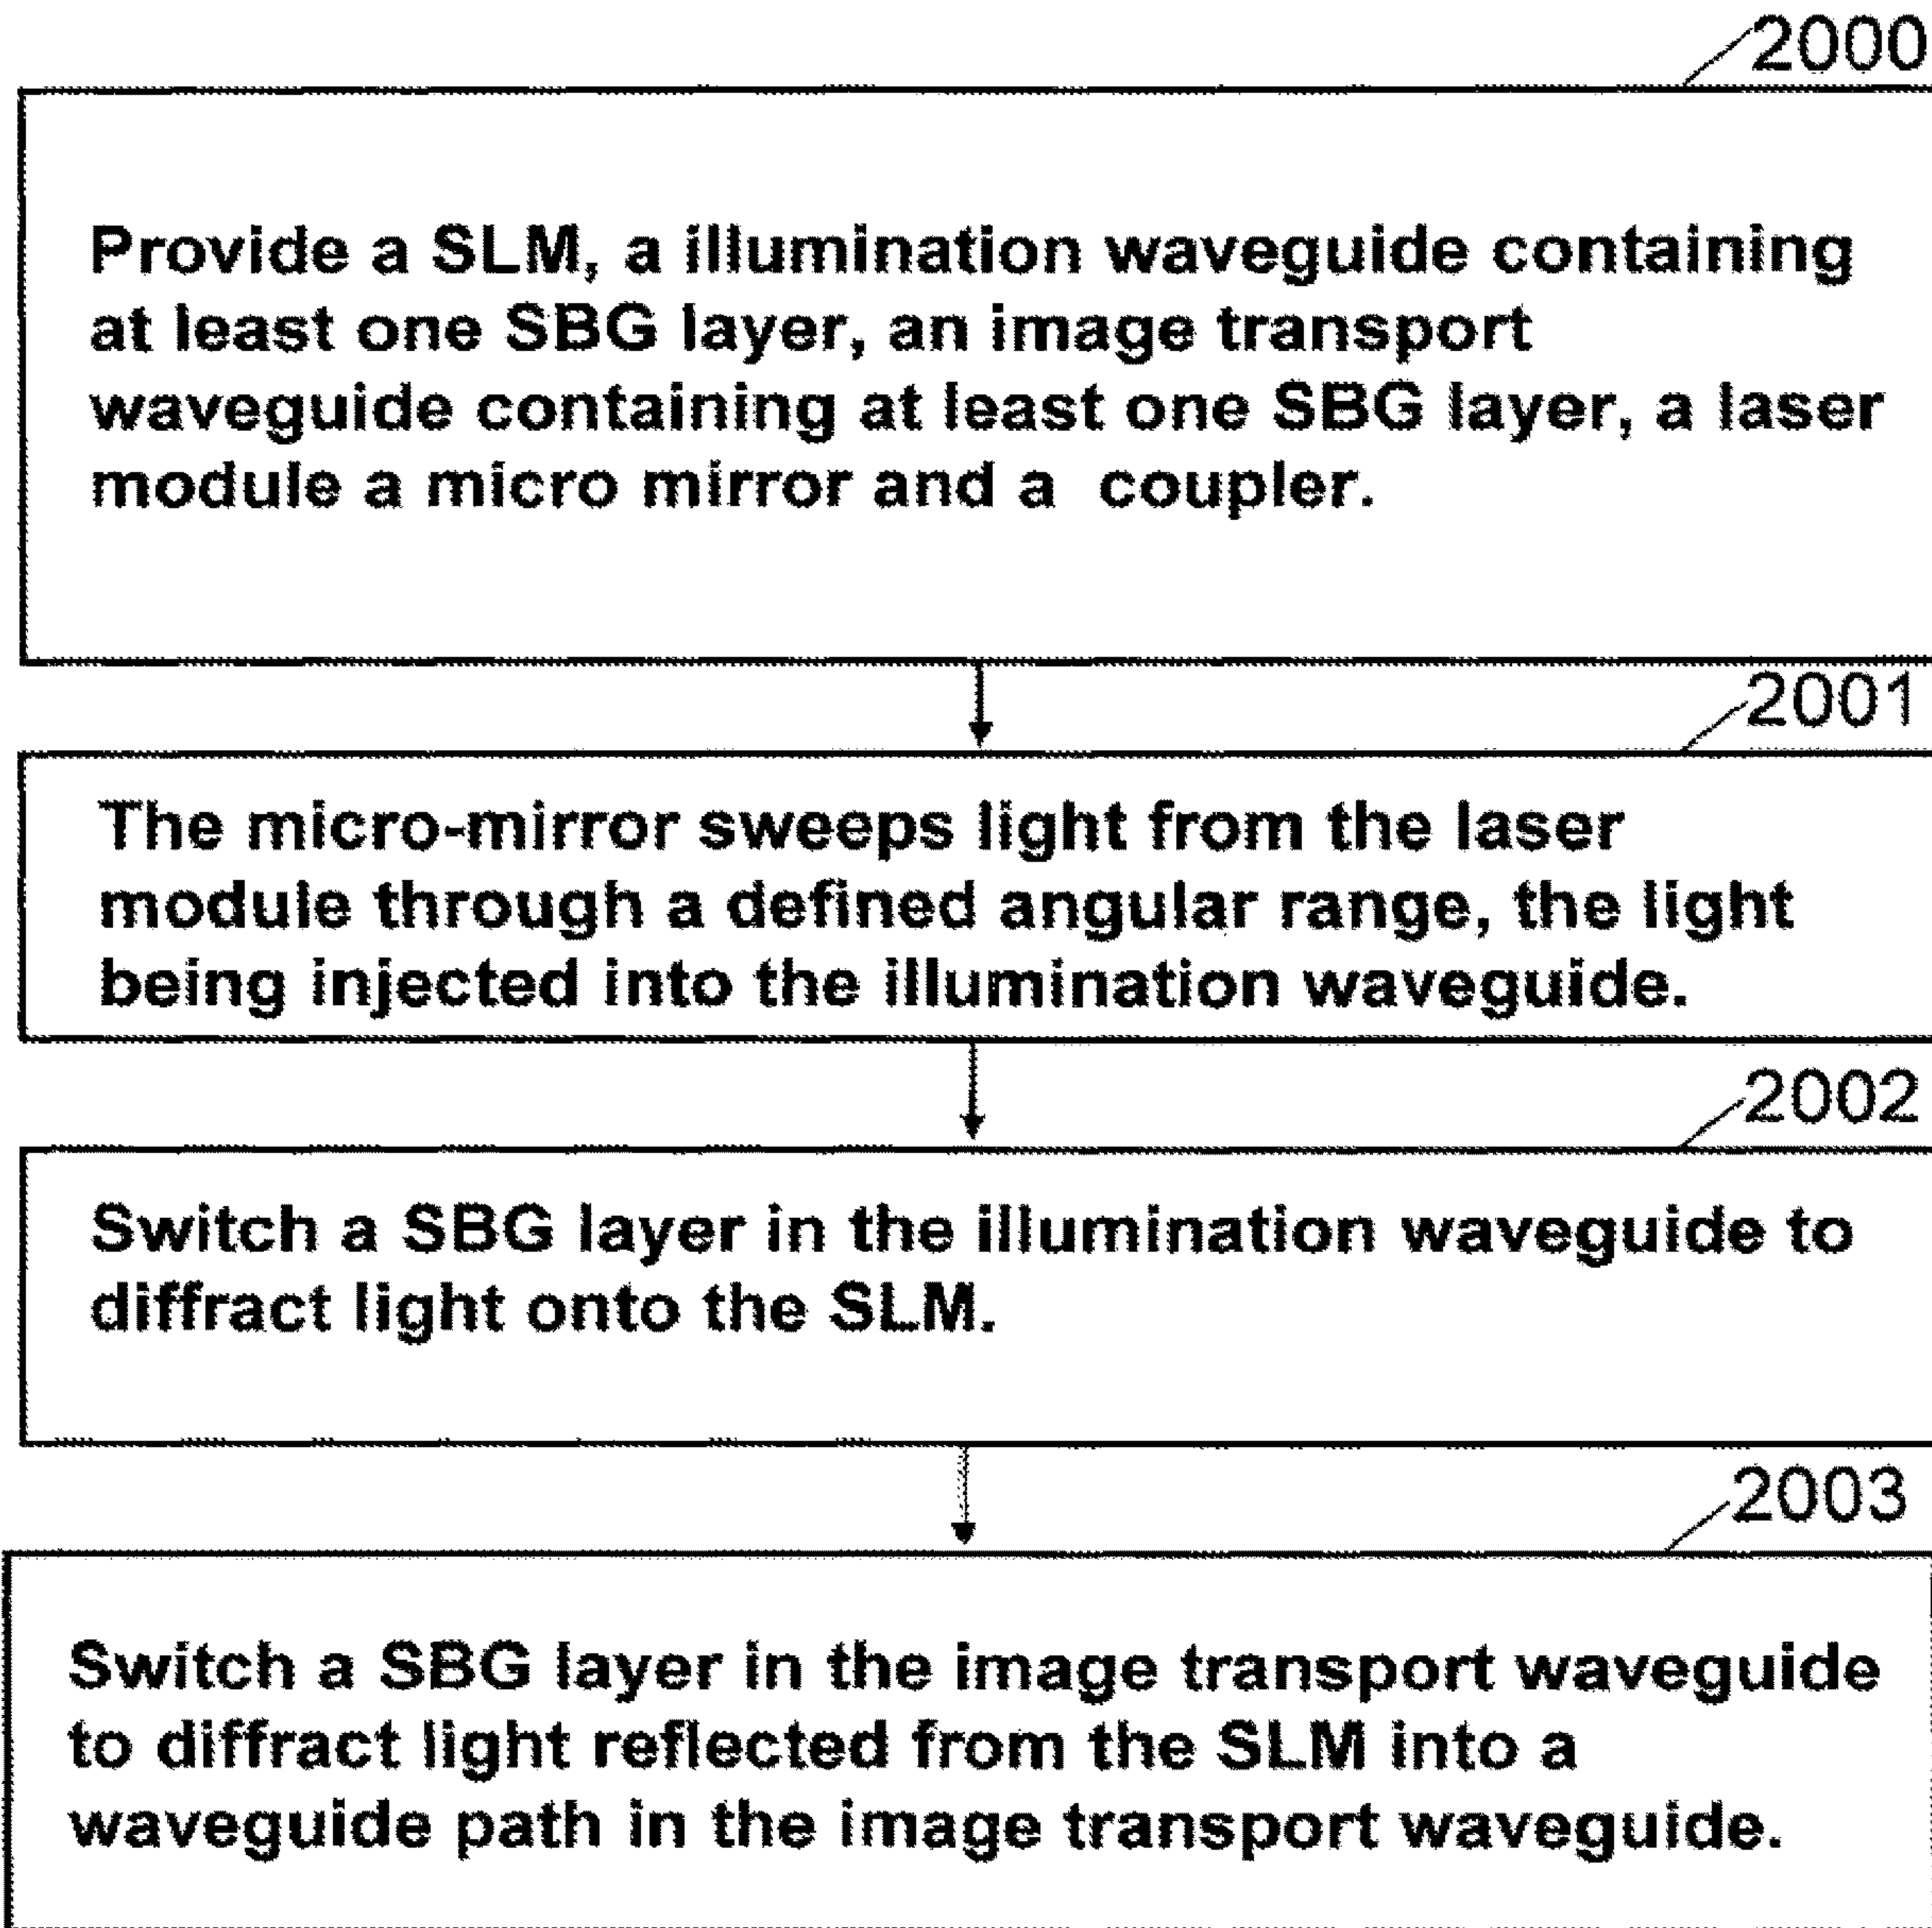 2000
Provide a SLM, a illumination waveguide containing
at least one SBG layer, an image transport
waveguide containing at least one SBG layer, a laser
module a micro mirror and a coupler.
2001
The micro-mirror sweeps light from the laser
module through a defined angular range, the light
being injected into the illumination waveguide.
2002
Switch a SBG layer in the illumination waveguide to
diffract light onto the SLM.
2003
Switch a SBG layer in the image transport waveguide
to diffract light reflected from the SLM into a
waveguide path in the image transport waveguide.